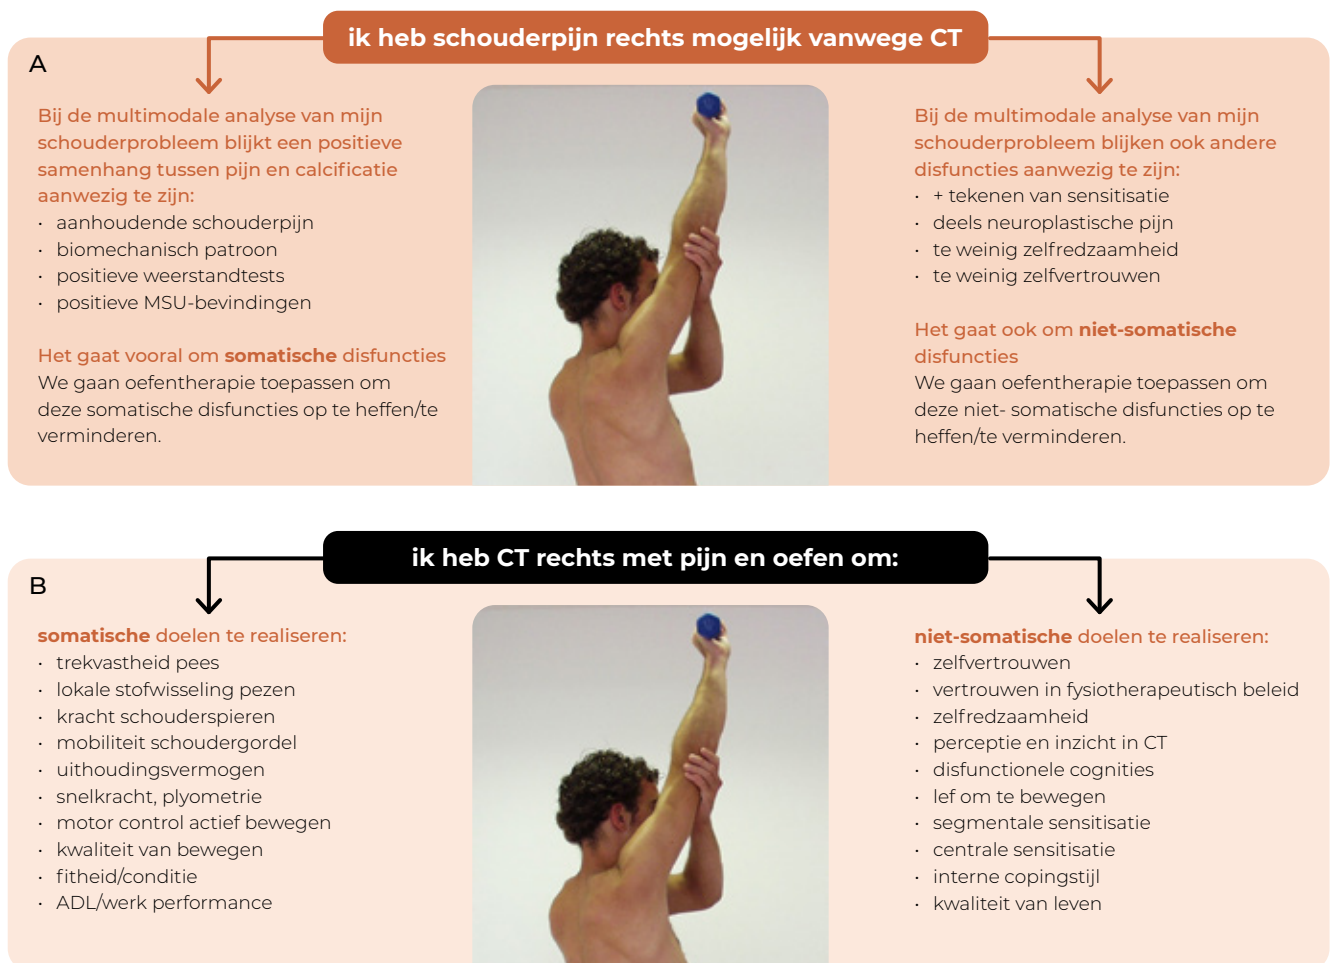 ik heb schouderpijn rechts mogelijk vanwege CT
A
Bij de multimodale analyse van mijn
schouderprobleem blijkt een positieve
samenhang tussen pijn en calcificatie
aanwezig te zijn:
· aanhoudende schouderpijn
· biomechanisch patroon
· positieve weerstandtests
· positieve MSU-bevindingen
Het gaat vooral om somatische disfuncties
We gaan oefentherapie toepassen om
deze somatische disfuncties op te heffen/te
verminderen.
Bij de multimodale analyse van mijn
schouderprobleem blijken ook andere
disfuncties aanwezig te zijn:
· + tekenen van sensitisatie
· deels neuroplastische pijn
· te weinig zelfredzaamheid
· te weinig zelfvertrouwen
Het gaat ook om niet-somatische
disfuncties
We gaan oefentherapie toepassen om
deze niet- somatische disfuncties op te
heffen/te verminderen.
ik heb CT rechts met pijn en oefen om:
B
somatische doelen te realiseren:
· trekvastheid pees
· lokale stofwisseling pezen
· kracht schouderspieren
· mobiliteit schoudergordel
· uithoudingsvermogen
· snelkracht, plyometrie
· motor control actief bewegen
· kwaliteit van bewegen
· fitheid/conditie
· ADL/werk performance
niet-somatische doelen te realiseren:
· zelfvertrouwen
· vertrouwen in fysiotherapeutisch beleid
· zelfredzaamheid
· perceptie en inzicht in CT
· disfunctionele cognities
· lef om te bewegen
· segmentale sensitisatie
· centrale sensitisatie
· interne copingstijl
· kwaliteit van leven